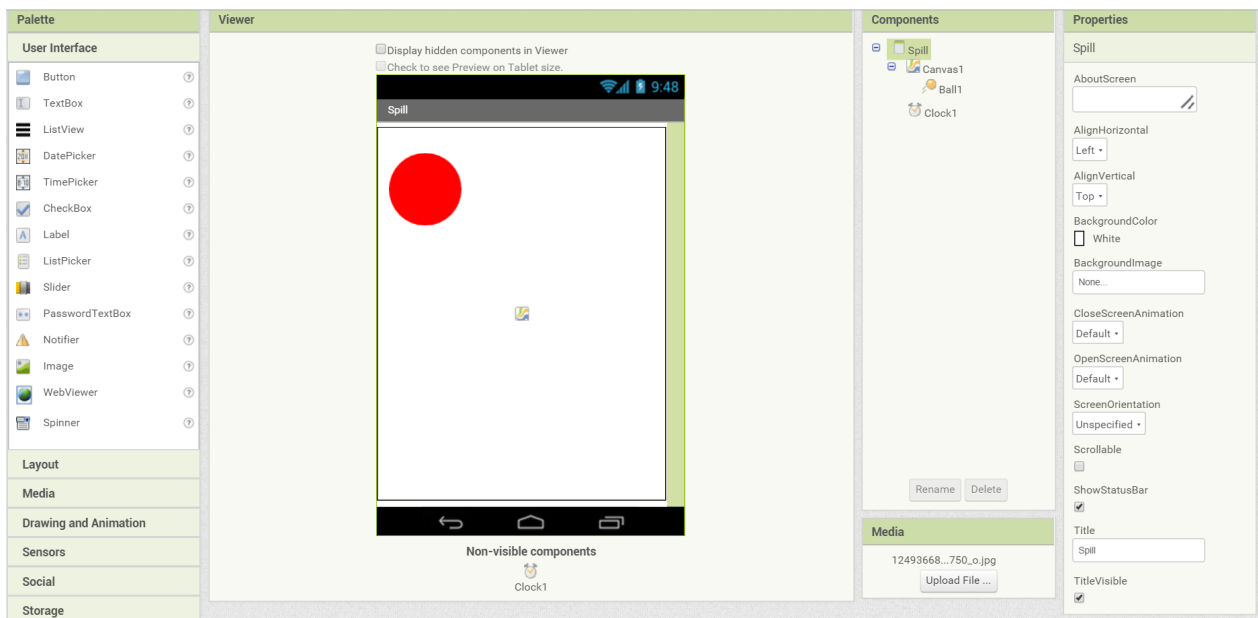 Palette
User Interface
Button
TextBox
ListView
DatePicker
TimePicker
CheckBox
Label
ListPicker
Slider
PasswordTextBox
Notifier
Image
WebViewer
Spinner
Layout
Media
Drawing and Animation
Sensors
Social
Storage
Viewer
Display hidden components in Viewer
Check to see Preview on Tablet size.
9:48
Spill
Non-visible components
Clock1
Components
Spill
Canvas1
Ball1
Clock1
Rename Delete
Media
12493668...750_o.jpg
Upload File ...
Properties
Spill
AboutScreen
AlignHorizontal
Left
AlignVertical
Top
BackgroundColor
White
BackgroundImage
None...
CloseScreenAnimation
Default
OpenScreenAnimation
Default
ScreenOrientation
Unspecified
Scrollable
ShowStatusBar
Title
Spill
TitleVisible